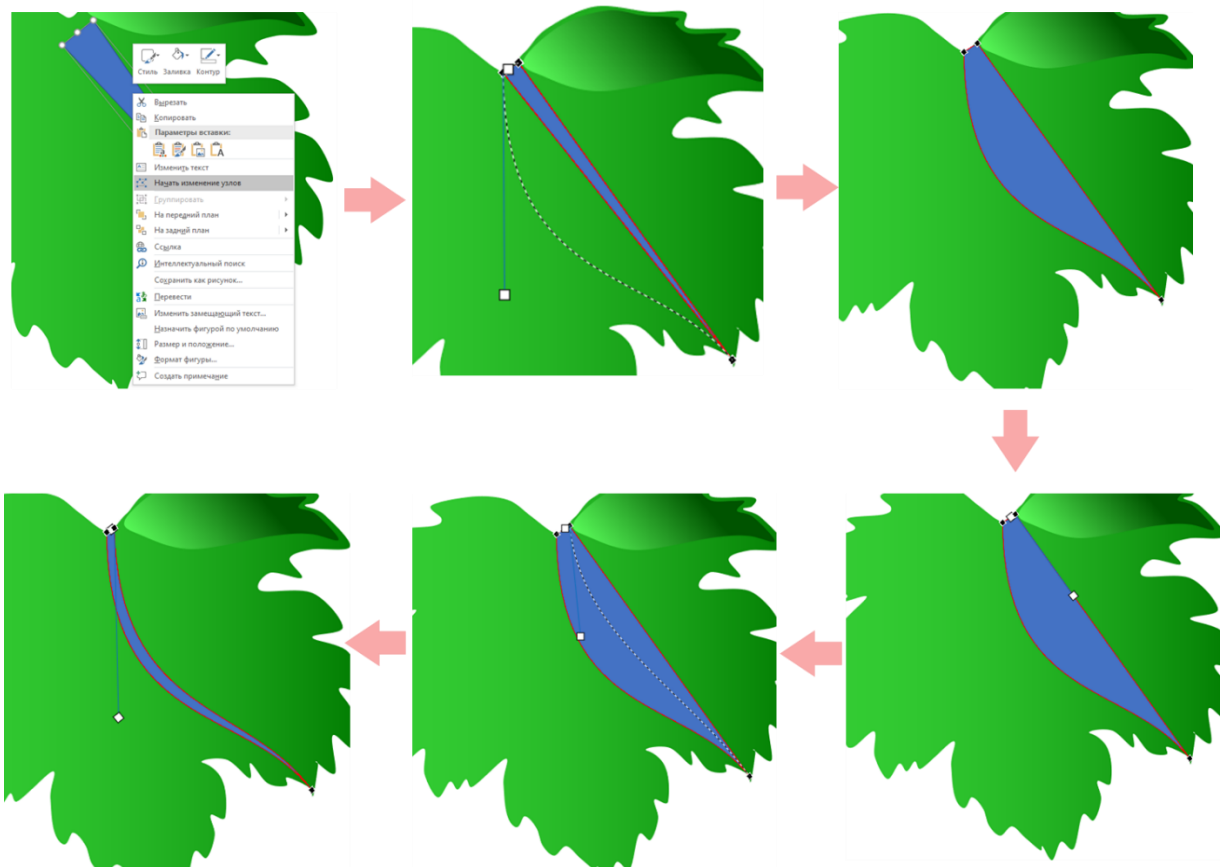 Стиль Заливка Контур
Вырезать
Копировать
Параметры вставки:
Изменить текст
Начать изменение узлов
Группировать
На передний план
На задний план
Ссылка
Интеллектуальный поиск
Сохранить как рисунок...
Перевести
Изменить замещающий текст...
Назначить фигурой по умолчанию
Размер и положение...
Формат фигуры...
Создать примечание